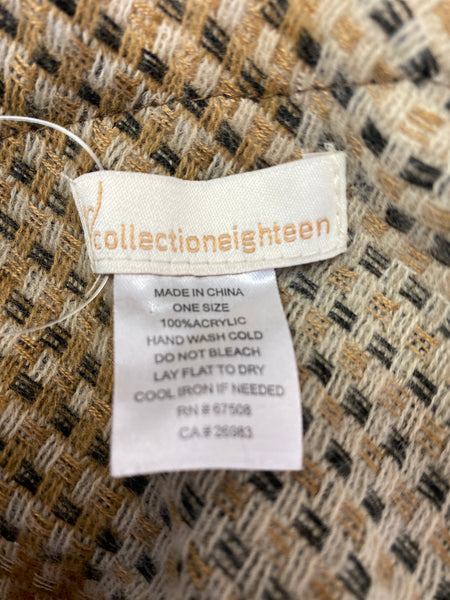 collectioneighteen
MADE IN CHINA
ONE SIZE
100%ACRYLIC
HAND WASH COLD
DO NOT BLEACH
LAY FLAT TO DRY
COOL IRON IF NEEDED
RN # 67508
CA # 26983